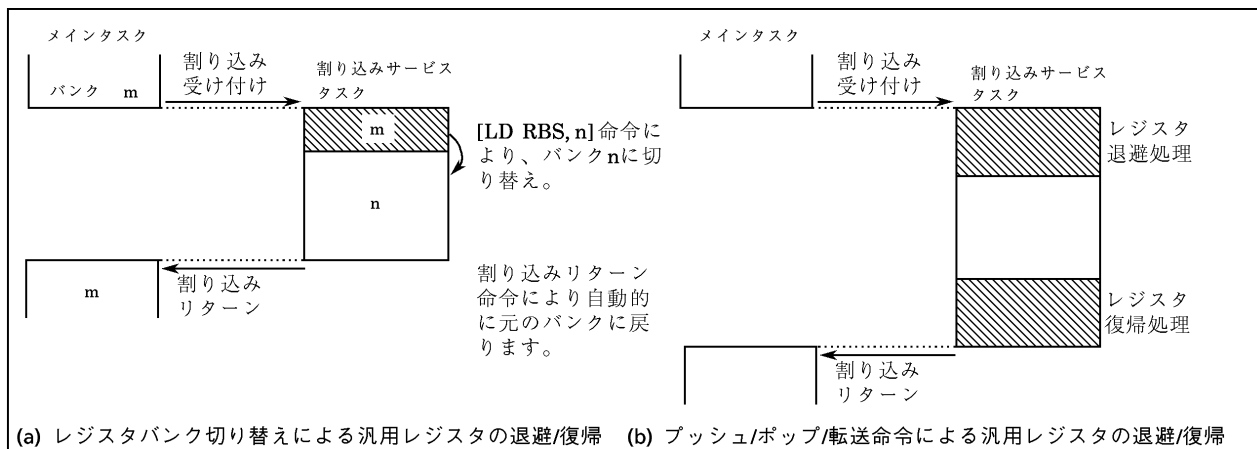 メインタスク
バンク m
割り込み
受け付け
割り込みサービス
タスク
m
[LD RBS, n]命令に
より、バンクnに切
り替え。
n
割り込み
リターン
m
割り込みリターン
命令により自動的
に元のバンクに戻
ります。
(a) レジスタバンク切り替えによる汎用レジスタの退避/復帰
メインタスク
割り込み
受け付け
割り込みサービス
タスク
レジスタ
退避処理
レジスタ
復帰処理
割り込み
リターン
(b) プッシュ/ポップ/転送命令による汎用レジスタの退避/復帰